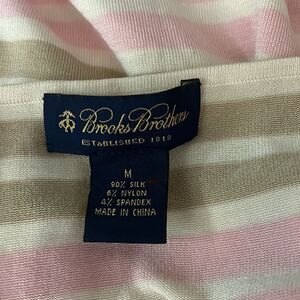 Brooks Brothers
ESTABLISHED 1818
M
90% SILK
6% NYLON
4% SPANDEX
MADE IN CHINA